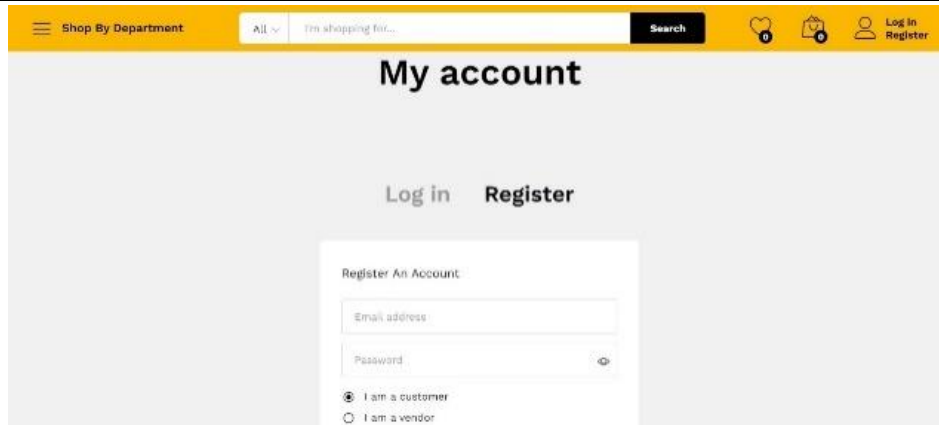 Shop By Department
All
I'm shopping for...
Search
0
0
Log in
Register
My account
Log in
Register
Register An Account
Email address
Password
I am a customer
I am a vendor